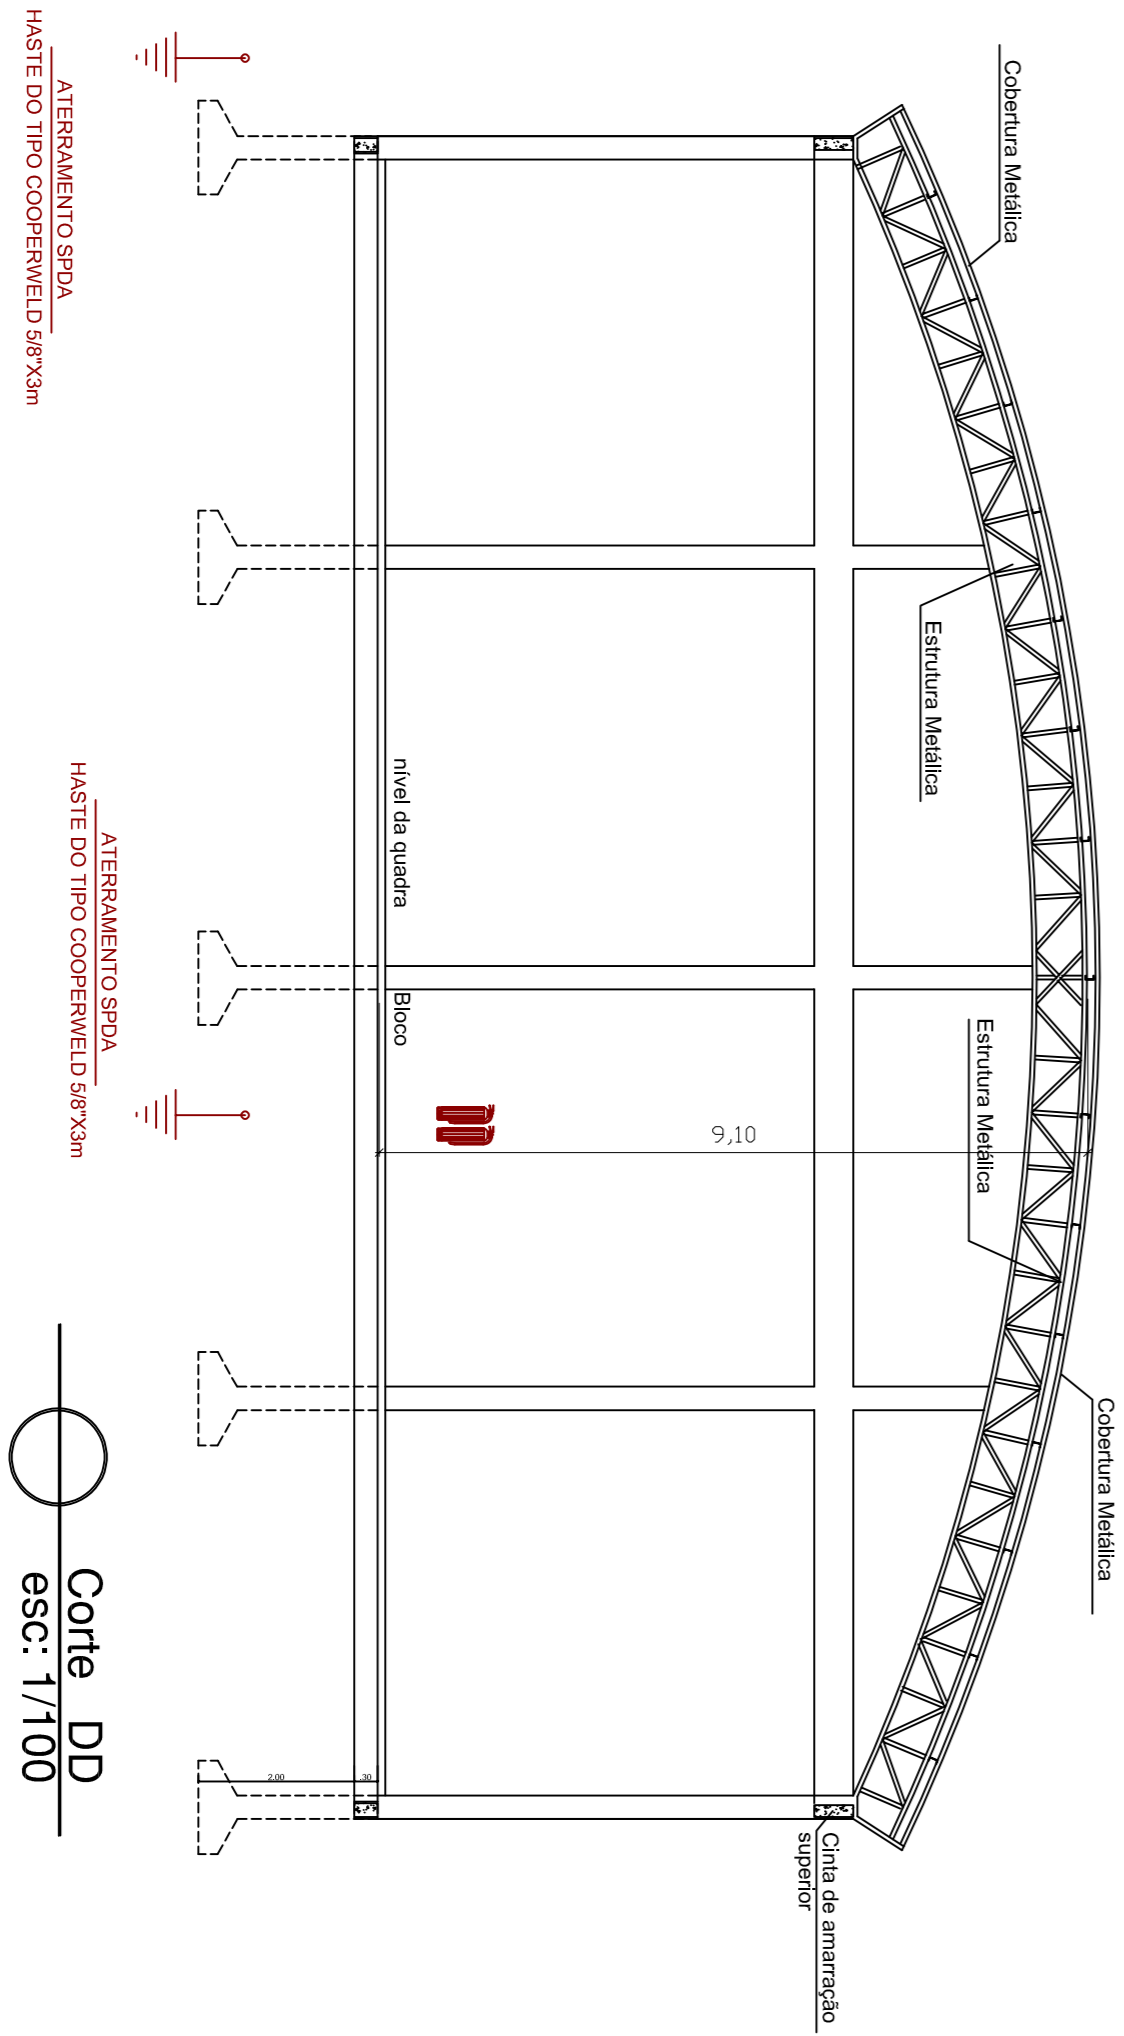 Cobertura Metálica
Cobertura Metálica
Estrutura Metálica
Estrutura Metálica
Cinta de amarração
superior
9,10
nível da quadra
Bloco
.30
2.00
ATERRAMENTO SPDA
HASTE DO TIPO COOPERWELD 5/8"X3m
ATERRAMENTO SPDA
HASTE DO TIPO COOPERWELD 5/8"X3m
Corte DD
esc: 1/100